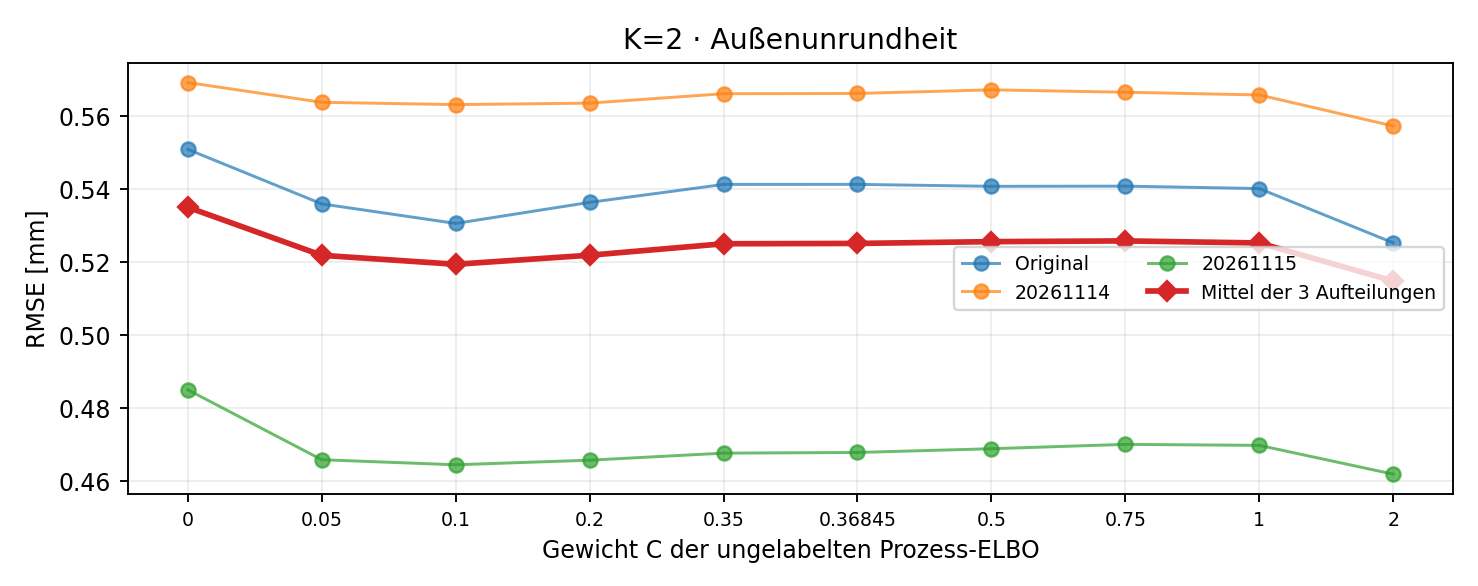 K=2 · Außenunrundheit
RMSE [mm]
0.56
0.54
0.52
0.50
0.48
0.46
Original
20261114
20261115
Mittel der 3 Aufteilungen
0 0.05 0.1 0.2 0.35 0.36845 0.5 0.75 1 2
Gewicht C der ungelabelten Prozess-ELBO